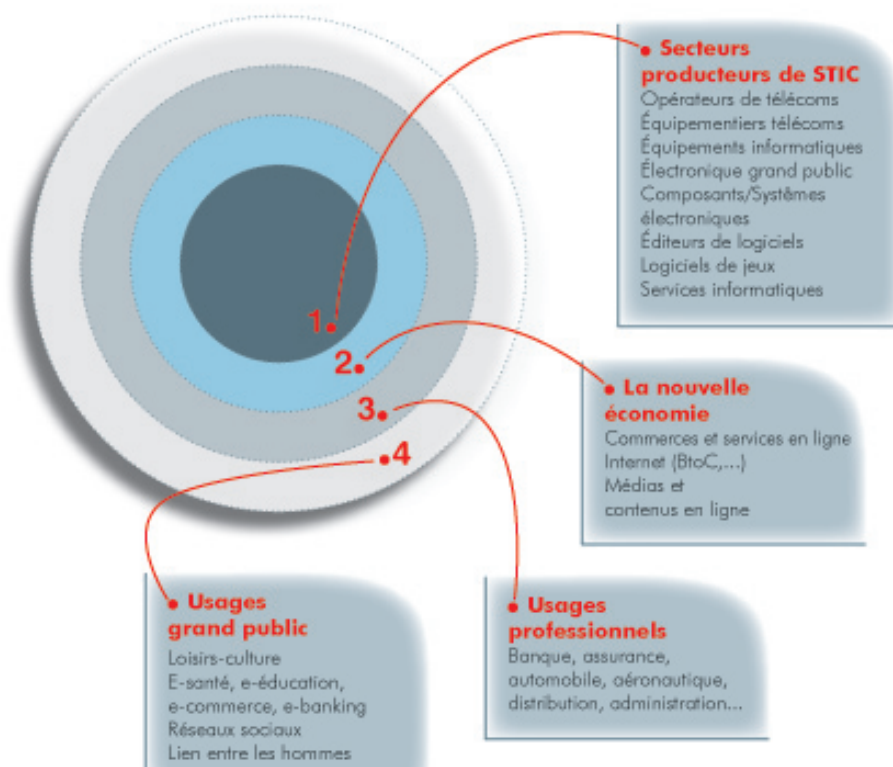 • Secteurs
producteurs de STIC
Opérateurs de télécoms
Équipementiers télécoms
Équipements informatiques
Électronique grand public
Composants/Systèmes
électroniques
Éditeurs de logiciels
Logiciels de jeux
Services informatiques
1
2
3
4
• La nouvelle
économie
Commerces et services en ligne
Internet (BtoC,...)
Médias et
contenus en ligne
• Usages
grand public
Loisirs-culture
E-santé, e-éducation,
e-commerce, e-banking
Réseaux sociaux
Lien entre les hommes
• Usages
professionnels
Banque, assurance,
automobile, aéronautique,
distribution, administration...